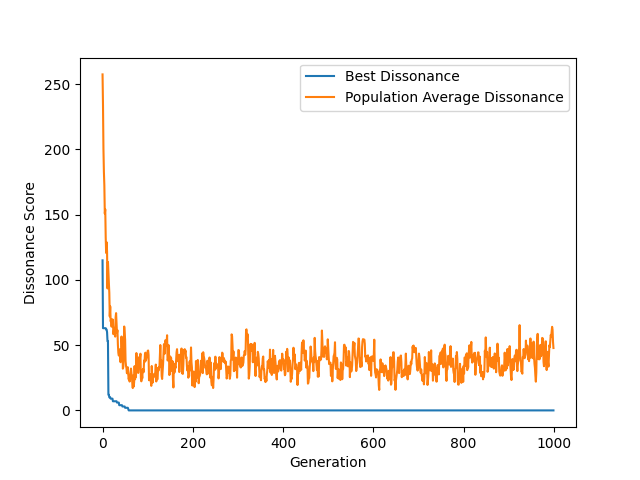 Best Dissonance
Population Average Dissonance
250
200
150
100
50
0
Dissonance Score
0 200 400 600 800 1000
Generation